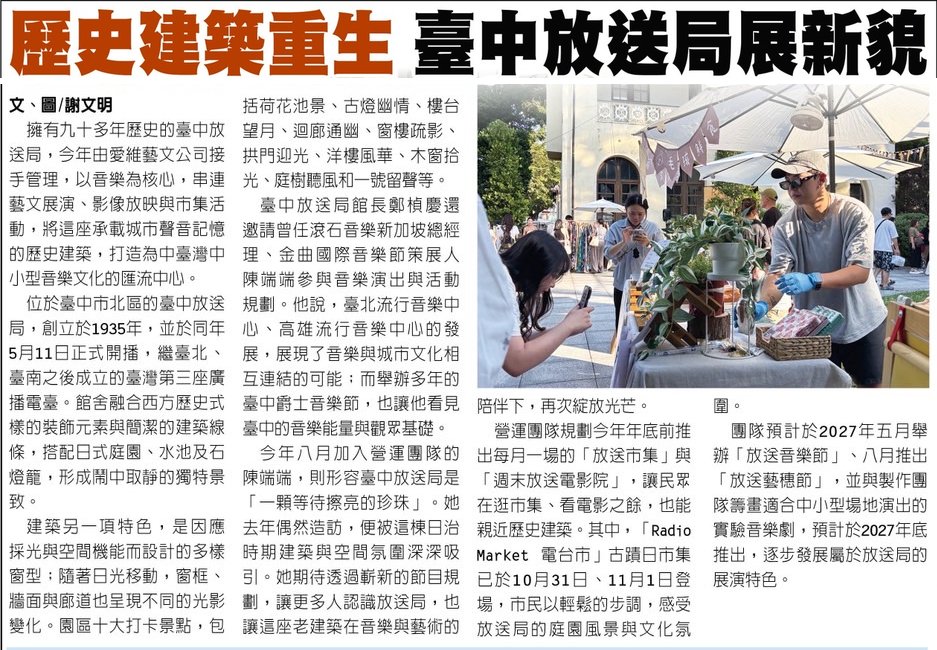 歷史建築重生 臺中放送局展新貌
文、圖/謝文明
擁有九十多年歷史的臺中放
送局，今年由愛維藝文公司接
手管理，以音樂為核心，串連
藝文展演、影像放映與市集活
動，將這座承載城市聲音記憶
的歷史建築，打造為中臺灣中
小型音樂文化的匯流中心。
位於臺中市北區的臺中放送
局，創立於1935年，並於同年
5月11日正式開播，繼臺北、
臺南之後成立的臺灣第三座廣
播電臺。館舍融合西方歷史式
樣的裝飾元素與簡潔的建築線
條，搭配日式庭園、水池及石
燈籠，形成鬧中取靜的獨特景
致。
建築另一項特色，是因應
採光與空間機能而設計的多樣
窗型；隨著日光移動，窗框、
牆面與廊道也呈現不同的光影
變化。園區十大打卡景點，包
括荷花池景、古燈幽情、樓台
望月、迴廊通幽、窗樓疏影、
拱門迎光、洋樓風華、木窗拾
光、庭樹聽風和一號留聲等。
臺中放送局館長鄭楨慶還
邀請曾任滾石音樂新加坡總經
理、金曲國際音樂節策展人
陳端端參與音樂演出與活動
規劃。他說，臺北流行音樂中
心、高雄流行音樂中心的發
展，展現了音樂與城市文化相
互連結的可能；而舉辦多年的
臺中爵士音樂節，也讓他看見
臺中的音樂能量與觀眾基礎。
今年八月加入營運團隊的
陳端端，則形容臺中放送局是
「一顆等待擦亮的珍珠」。她
去年偶然造訪，便被這棟日治
時期建築與空間氛圍深深吸
引。她期待透過嶄新的節目規
劃，讓更多人認識放送局，也
讓這座老建築在音樂與藝術的
陪伴下，再次綻放光芒。
營運團隊規劃今年年底前推
出每月一場的「放送市集」與
「週末放送電影院」，讓民眾
在逛市集、看電影之餘，也能
親近歷史建築。其中，「Radio
Market 電台市」古蹟日市集
已於10月31日、11月1日登
場，市民以輕鬆的步調，感受
放送局的庭園風景與文化氛
圍。
團隊預計於2027年五月舉
辦「放送音樂節」、八月推出
「放送藝穗節」，並與製作團
隊籌畫適合中小型場地演出的
實驗音樂劇，預計於2027年底
推出，逐步發展屬於放送局的
展演特色。